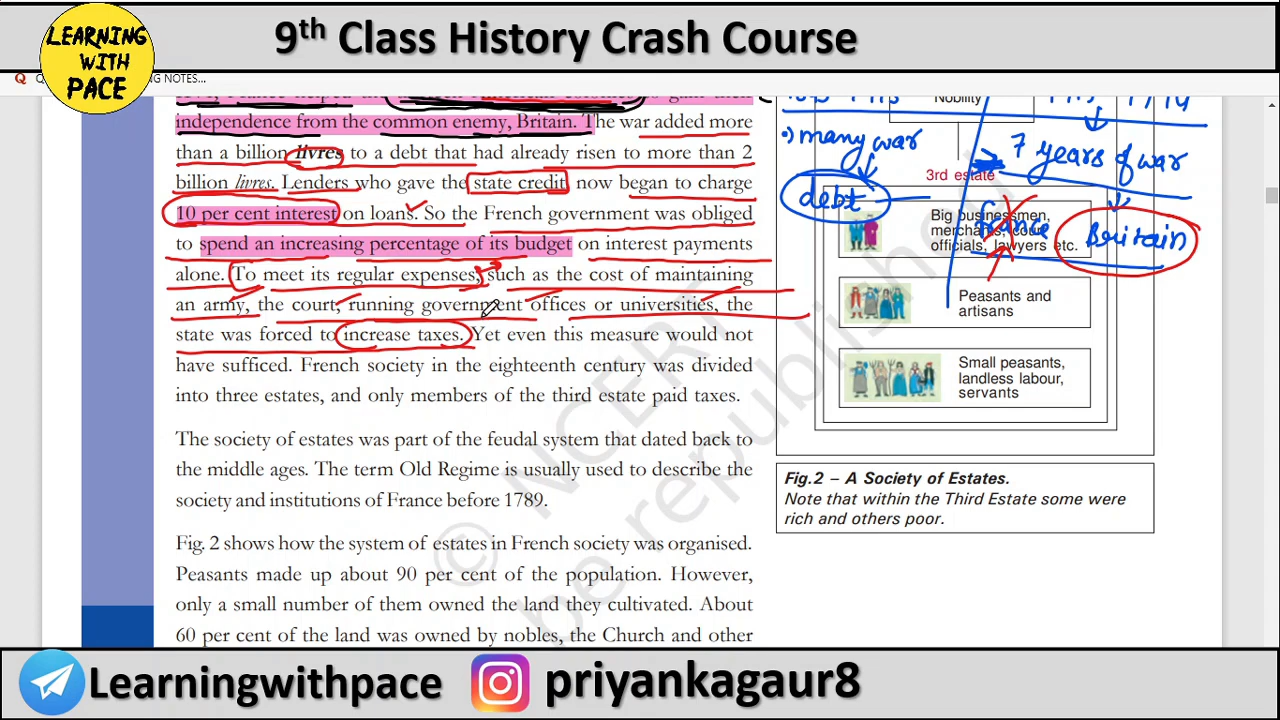 LEARNING
WITH
PACE
9th Class History Crash Course
NG NOTES...
independence from the common enemy, Britain. The war added more
than a billion livres to a debt that had already risen to more than 2
billion livres. Lenders who gave the state credit, now began to charge
10 per cent interest on loans. So the French government was obliged
to spend an increasing percentage of its budget on interest payments
alone. To meet its regular expenses, such as the cost of maintaining
an army, the court, running government offices or universities, the
state was forced to increase taxes. Yet even this measure would not
have sufficed. French society in the eighteenth century was divided
into three estates, and only members of the third estate paid taxes.
The society of estates was part of the feudal system that dated back to
the middle ages. The term Old Regime is usually used to describe the
society and institutions of France before 1789.
Fig. 2 shows how the system of estates in French society was organised.
Peasants made up about 90 per cent of the population. However,
only a small number of them owned the land they cultivated. About
60 per cent of the land was owned by nobles, the Church and other
Nobility
many war
debt
7 years of war
france
Britain
3rd estate
Big businessmen,
merchants, court
officials, lawyers etc.
Peasants and
artisans
Small peasants,
landless labour,
servants
Fig.2 – A Society of Estates.
Note that within the Third Estate some were
rich and others poor.
© NCERT
be republished
Learningwithpace
priyankagaur8